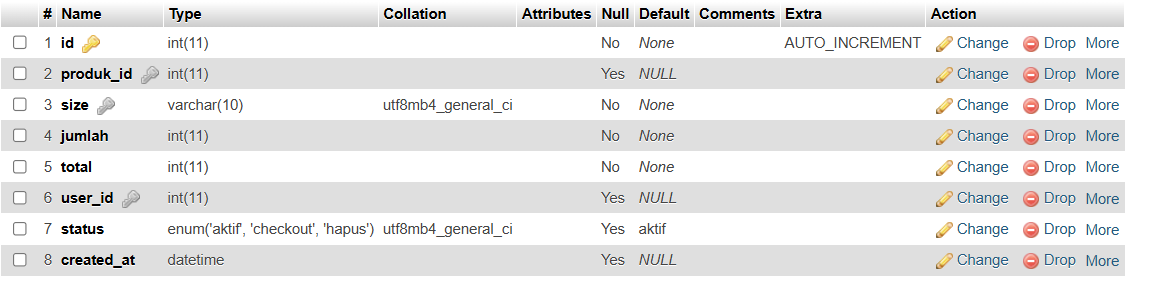 # Name Type Collation Attributes Null Default Comments Extra Action
1 id int(11) No None AUTO_INCREMENT Change Drop More
2 produk_id int(11) Yes NULL Change Drop More
3 size varchar(10) utf8mb4_general_ci No None Change Drop More
4 jumlah int(11) No None Change Drop More
5 total int(11) No None Change Drop More
6 user_id int(11) Yes NULL Change Drop More
7 status enum('aktif', 'checkout', 'hapus') utf8mb4_general_ci Yes aktif Change Drop More
8 created_at datetime Yes NULL Change Drop More